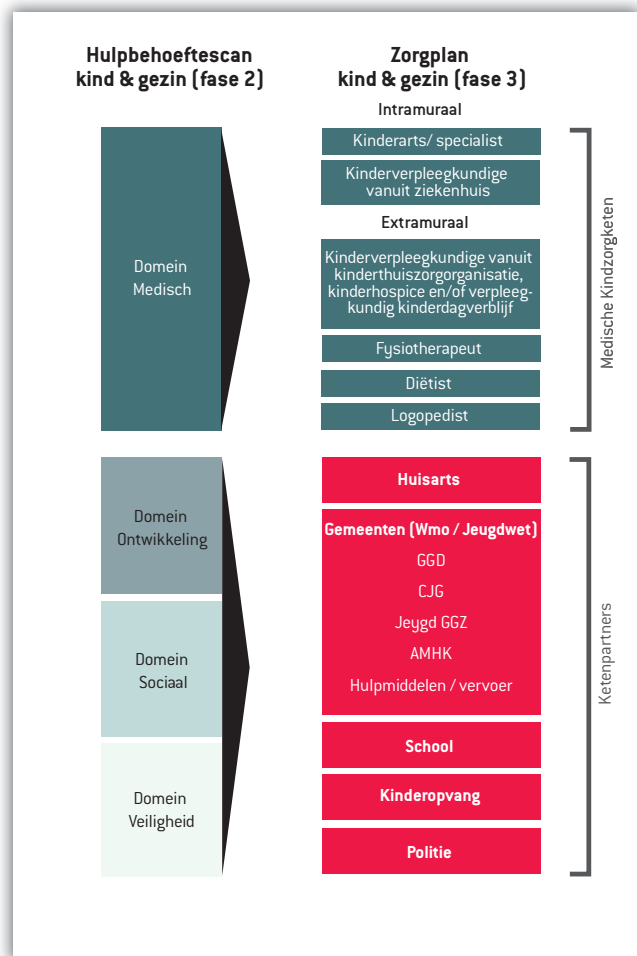 Hulpbehoeftescan
kind & gezin (fase 2)
Zorgplan
kind & gezin (fase 3)
Domein
Medisch
Intramuraal
Kinderarts/ specialist
Kinderverpleegkundige
vanuit ziekenhuis
Extramuraal
Kinderverpleegkundige vanuit
kinderthuiszorgorganisatie,
kinderhospice en/of verpleeg-
kundig kinderdagverblijf
Fysiotherapeut
Diëtist
Logopedist
Medische Kindzorgketen
Domein
Ontwikkeling
Domein
Sociaal
Domein
Veiligheid
Huisarts
Gemeenten (Wmo / Jeugdwet)
GGD
CJG
Jeygd GGZ
AMHK
Hulpmiddelen / vervoer
School
Kinderopvang
Politie
Ketenpartners